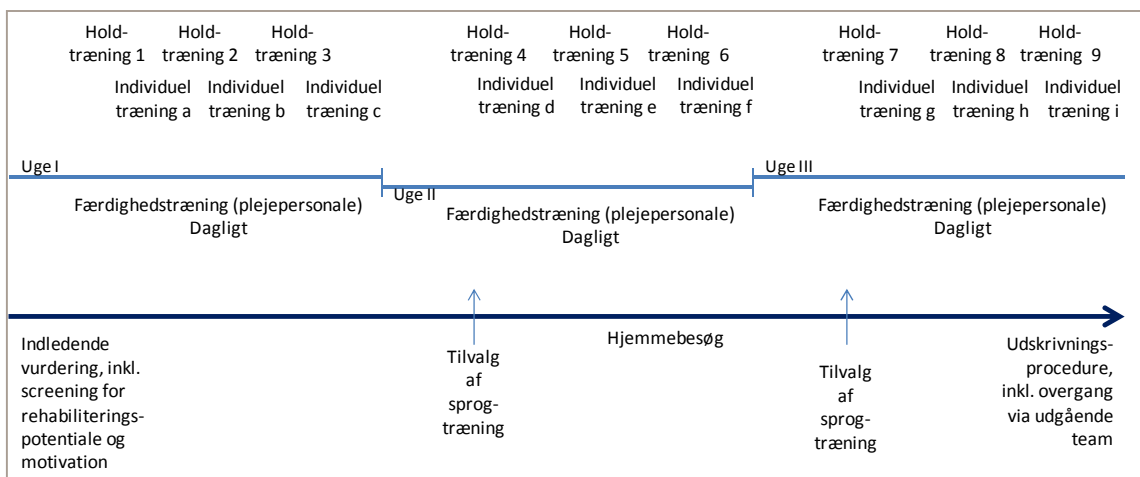 Hold-
træning 1
Hold-
træning 2
Hold-
træning 3
Hold-
træning 4
Hold-
træning 5
Hold-
træning 6
Hold-
træning 7
Hold-
træning 8
Hold-
træning 9
Individuel
træning a
Individuel
træning b
Individuel
træning c
Individuel
træning d
Individuel
træning e
Individuel
træning f
Individuel
træning g
Individuel
træning h
Individuel
træning i
Uge I
Færdighedstræning (plejepersonale)
Dagligt
Uge II
Færdighedstræning (plejepersonale)
Dagligt
Uge III
Færdighedstræning (plejepersonale)
Dagligt
Indledende
vurdering, inkl.
screening for
rehabiliterings-
potentiale og
motivation
Tilvalg
af
sprog-
træning
Hjemmebesøg
Tilvalg
af
sprog-
træning
Udskrivnings-
procedure,
inkl. overgang
via udgående
team